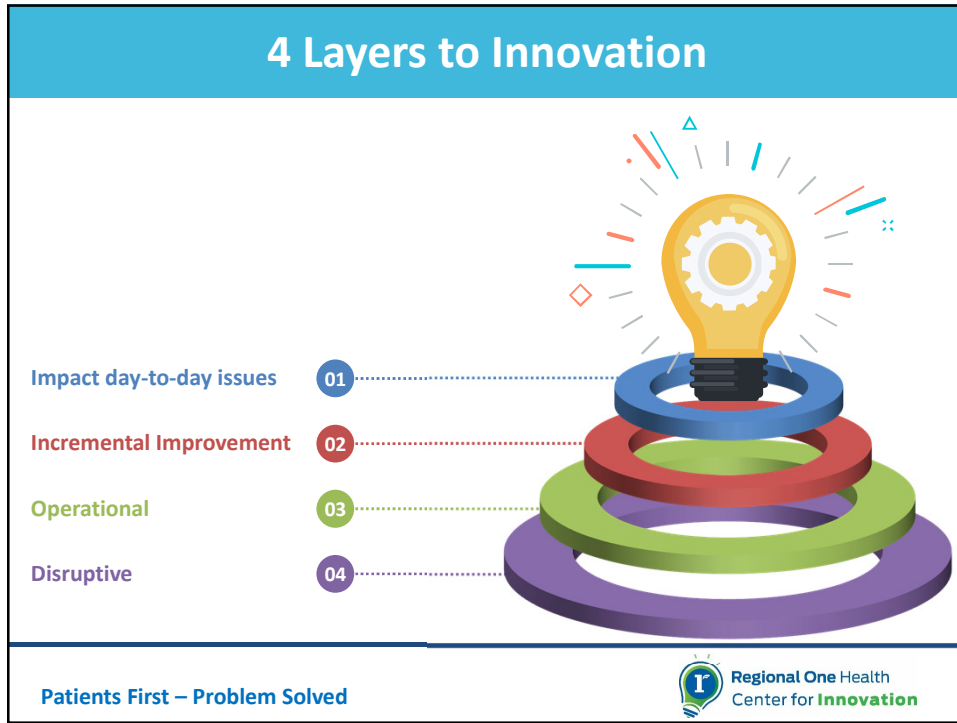 4 Layers to Innovation
Impact day-to-day issues 01
Incremental Improvement 02
Operational 03
Disruptive 04
Patients First – Problem Solved
1r
Regional One Health
Center for Innovation